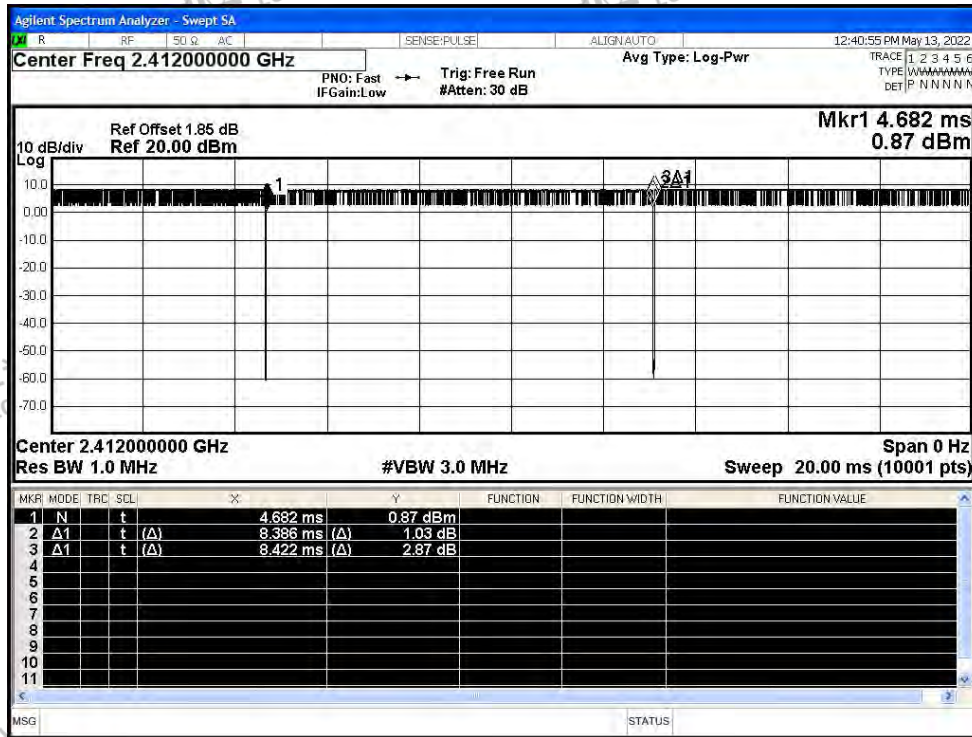 Agilent Spectrum Analyzer - Swept SA
LXI R RF 50 Ω AC SENSE:PULSE ALIGN AUTO 12:40:55 PM May 13, 2022
Center Freq 2.412000000 GHz
PNO: Fast Trig: Free Run Avg Type: Log-Pwr TRACE 1 2 3 4 5 6
IFGain:Low #Atten: 30 dB TYPE WWWWWW
DET P N N N N N
Ref Offset 1.85 dB Mkr1 4.682 ms
10 dB/div Ref 20.00 dBm 0.87 dBm
Log
10.0
0.00
-10.0
-20.0
-30.0
-40.0
-50.0
-60.0
-70.0
1 3Δ1
Center 2.412000000 GHz Span 0 Hz
Res BW 1.0 MHz #VBW 3.0 MHz Sweep 20.00 ms (10001 pts)
MKR MODE TRC SCL X Y FUNCTION FUNCTION WIDTH FUNCTION VALUE
1 N t 4.682 ms 0.87 dBm
2 Δ1 t (Δ) 8.386 ms (Δ) 1.03 dB
3 Δ1 t (Δ) 8.422 ms (Δ) 2.87 dB
4
5
6
7
8
9
10
11
MSG STATUS